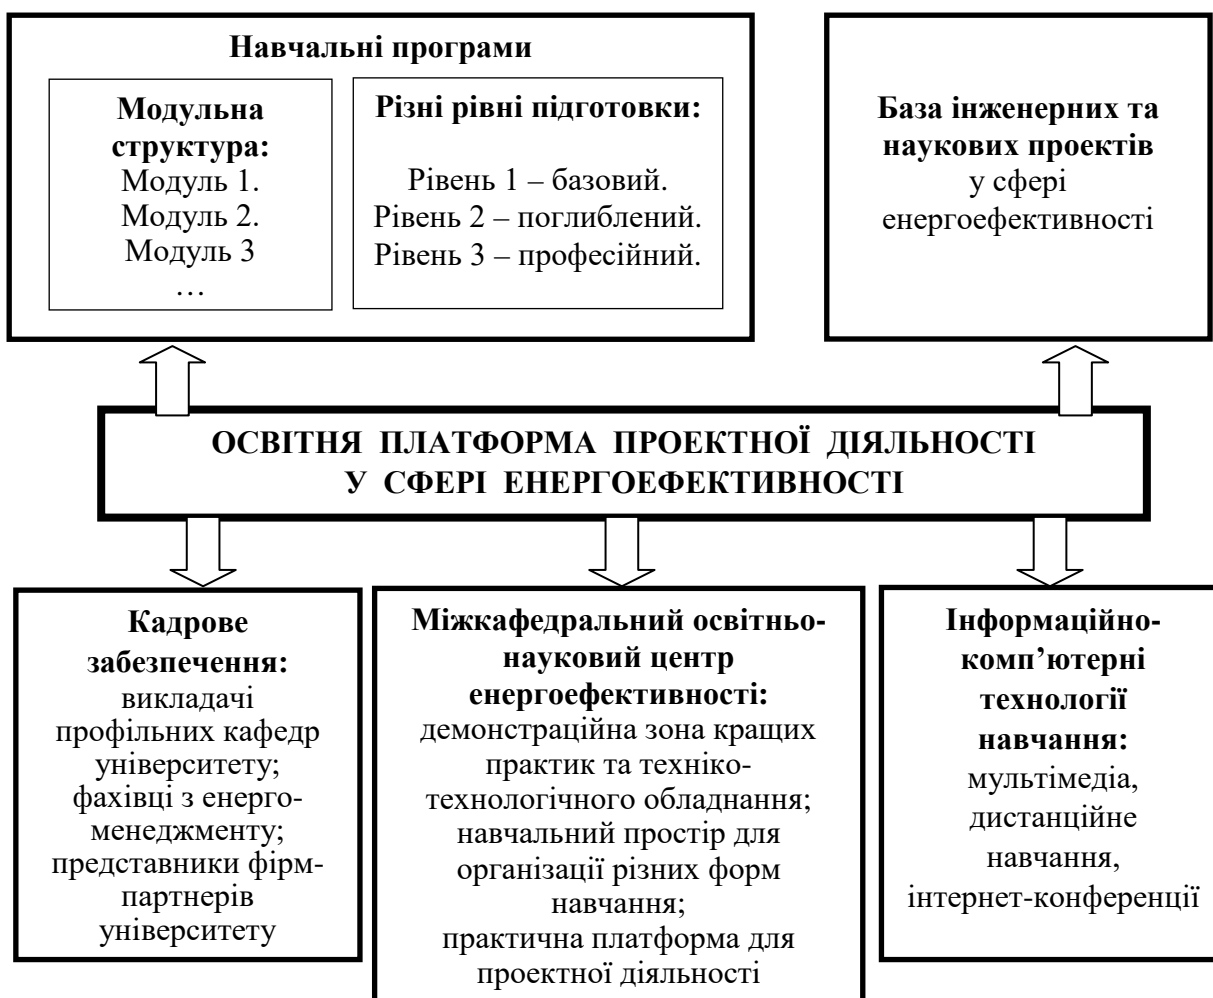 Навчальні програми
Модульна
структура:
Модуль 1.
Модуль 2.
Модуль 3
…
Різні рівні підготовки:
Рівень 1 – базовий.
Рівень 2 – поглиблений.
Рівень 3 – професійний.
База інженерних та
наукових проектів
у сфері
енергоефективності
ОСВІТНЯ ПЛАТФОРМА ПРОЕКТНОЇ ДІЯЛЬНОСТІ
У СФЕРІ ЕНЕРГОЕФЕКТИВНОСТІ
Кадрове
забезпечення:
викладачі
профільних кафедр
університету;
фахівці з енерго-
менеджменту;
представники фірм-
партнерів
університету
Міжкафедральний освітньо-
науковий центр
енергоефективності:
демонстраційна зона кращих
практик та техніко-
технологічного обладнання;
навчальний простір для
організації різних форм
навчання;
практична платформа для
проектної діяльності
Інформаційно-
комп’ютерні
технології
навчання:
мультімедіа,
дистанційне
навчання,
інтернет-конференції